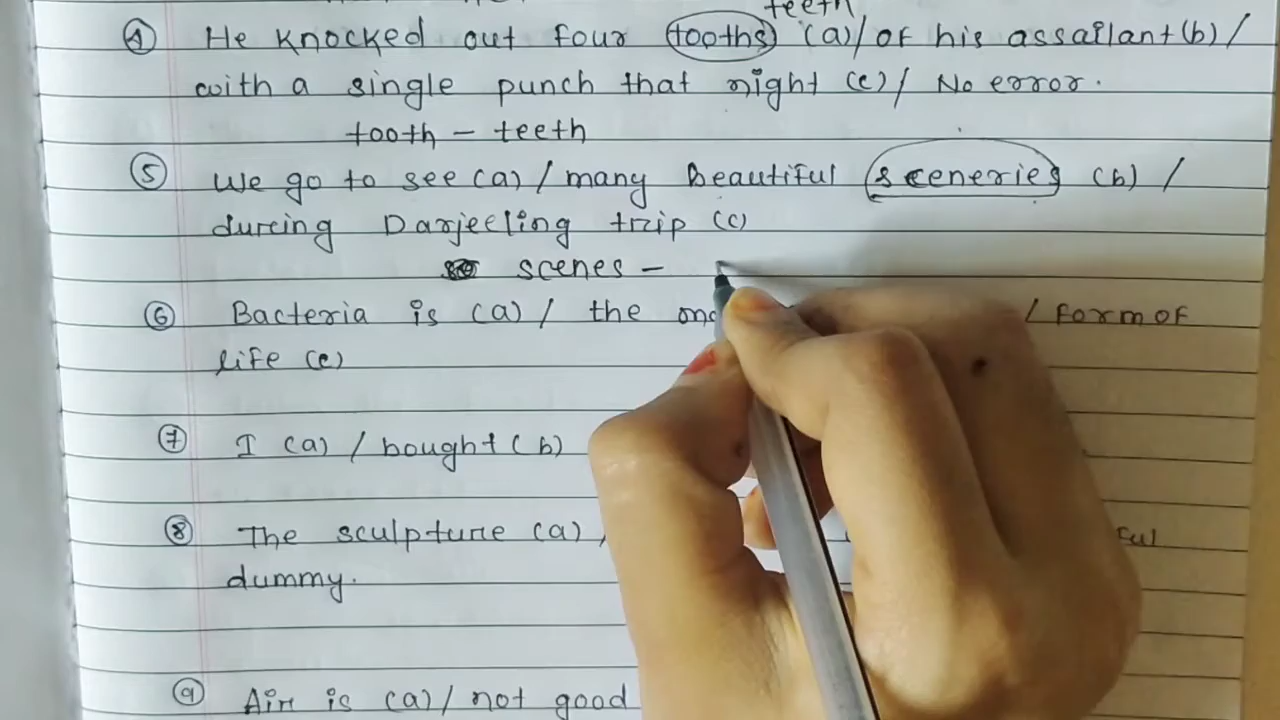 teeth
④ He knocked out four tooths (a)/of his assailant(b)/
with a single punch that night (c)/ No error.
tooth - teeth
⑤ We go to see (a) / many beautiful sceneries (b) /
during Darjeeling trip (c)
scenes -
⑥ Bacteria is (a) / the / form of
life (c)
⑦ I (a) / bought (b)
⑧ The sculpture (a)
dummy.
⑨ Air is (a)/ not good